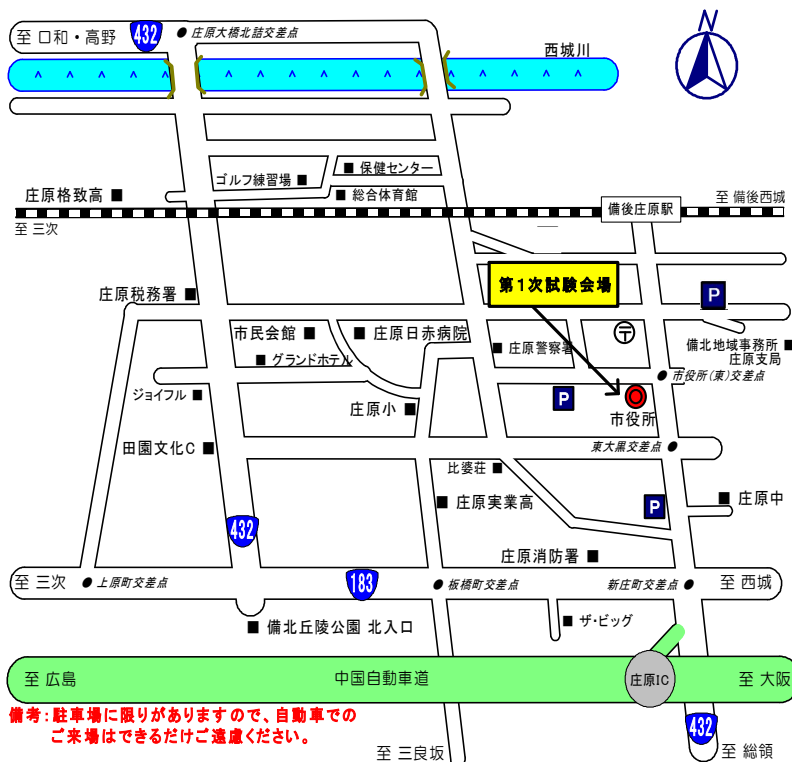 至 口和・高野
432
庄原大橋北詰交差点
西城川
ゴルフ練習場
保健センター
庄原格致高
総合体育館
備後庄原駅
至 備後西城
至 三次
第1次試験会場
庄原税務署
P
市民会館
庄原日赤病院
〒
庄原警察署
備北地域事務所
庄原支局
グランドホテル
市役所(東)交差点
ジョイフル
P
庄原小
市役所
田園文化C
東大黒交差点
比婆荘
庄原実業高
P
庄原中
432
庄原消防署
至 三次
上原町交差点
183
板橋町交差点
新庄町交差点
至 西城
備北丘陵公園 北入口
ザ・ビッグ
至 広島
中国自動車道
庄原IC
至 大阪
備考：駐車場に限りがありますので、自動車での
ご来場はできるだけご遠慮ください。
432
至 三良坂
至 総領